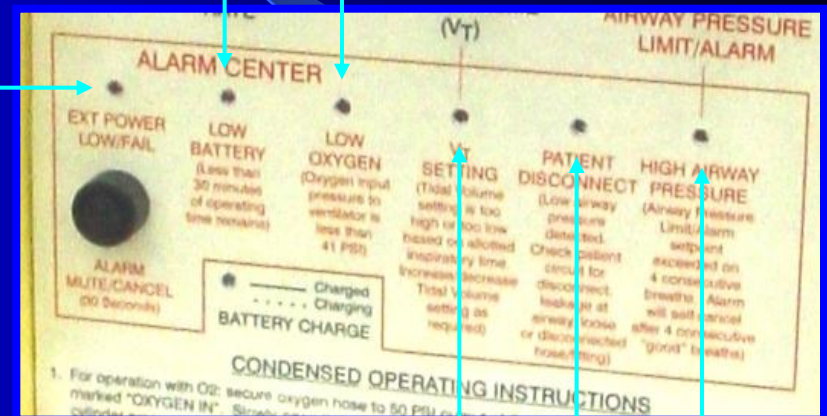 RATE
(VT)
AIRWAY PRESSURE
LIMIT/ALARM
ALARM CENTER
EXT POWER
LOW/FAIL
LOW
BATTERY
(Less than
30 minutes
of operating
time remains)
LOW
OXYGEN
(Oxygen input
pressure to
ventilator is
less than
41 PSI)
VT
SETTING
(Tidal Volume
setting is too
high or too low
based on allotted
inspiratory time.
Increase/decrease
Tidal Volume
setting as
required)
PATIENT
DISCONNECT
(Low airway
pressure
detected.
Check patient
circuit for
disconnect,
leakage at
airway, loose
or disconnected
hose/fitting)
HIGH AIRWAY
PRESSURE
(Airway Pressure
Limit/Alarm
setpoint
exceeded on
4 consecutive
breaths. Alarm
will self cancel
after 4 consecutive
"good" breaths)
ALARM
MUTE/CANCEL
(30 Seconds)
Charged
Charging
BATTERY CHARGE
CONDENSED OPERATING INSTRUCTIONS
1. For operation with O2: secure oxygen hose to 50 PSI
marked "OXYGEN IN". Slowly